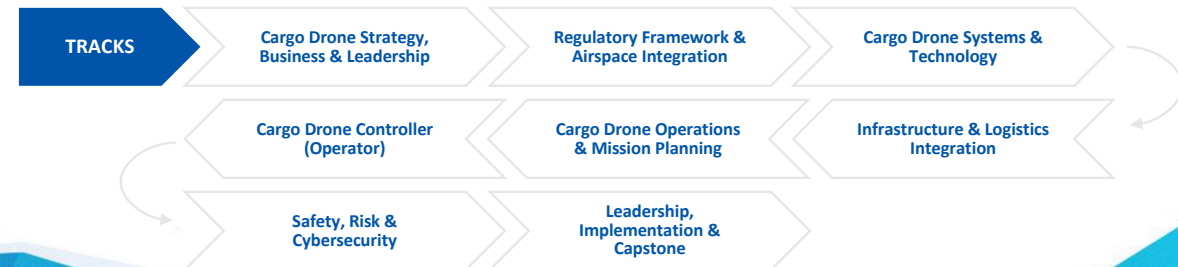 TRACKS
Cargo Drone Strategy,
Business & Leadership
Regulatory Framework &
Airspace Integration
Cargo Drone Systems &
Technology
Infrastructure & Logistics
Integration
Cargo Drone Operations
& Mission Planning
Cargo Drone Controller
(Operator)
Safety, Risk &
Cybersecurity
Leadership,
Implementation &
Capstone